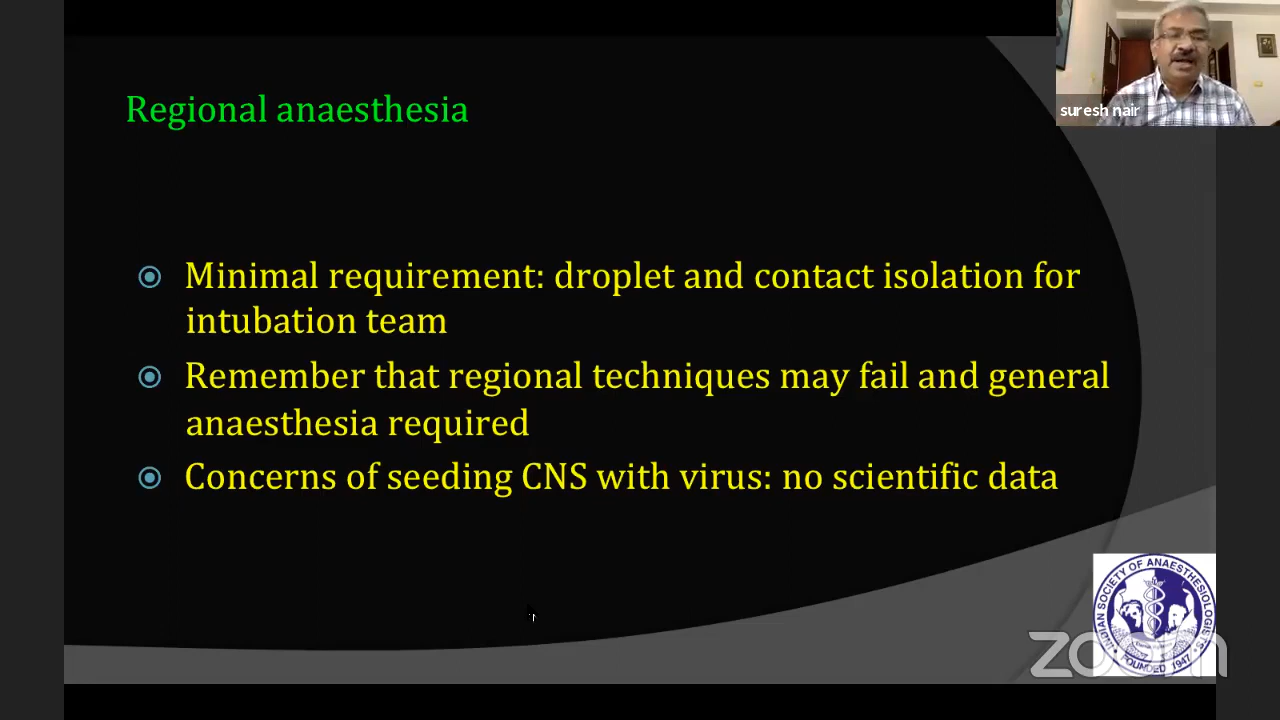 Regional anaesthesia
suresh nair
Minimal requirement: droplet and contact isolation for
intubation team
Remember that regional techniques may fail and general
anaesthesia required
Concerns of seeding CNS with virus: no scientific data
INDIAN SOCIETY OF ANAESTHESIOLOGISTS
FOUNDED 1947
zoom